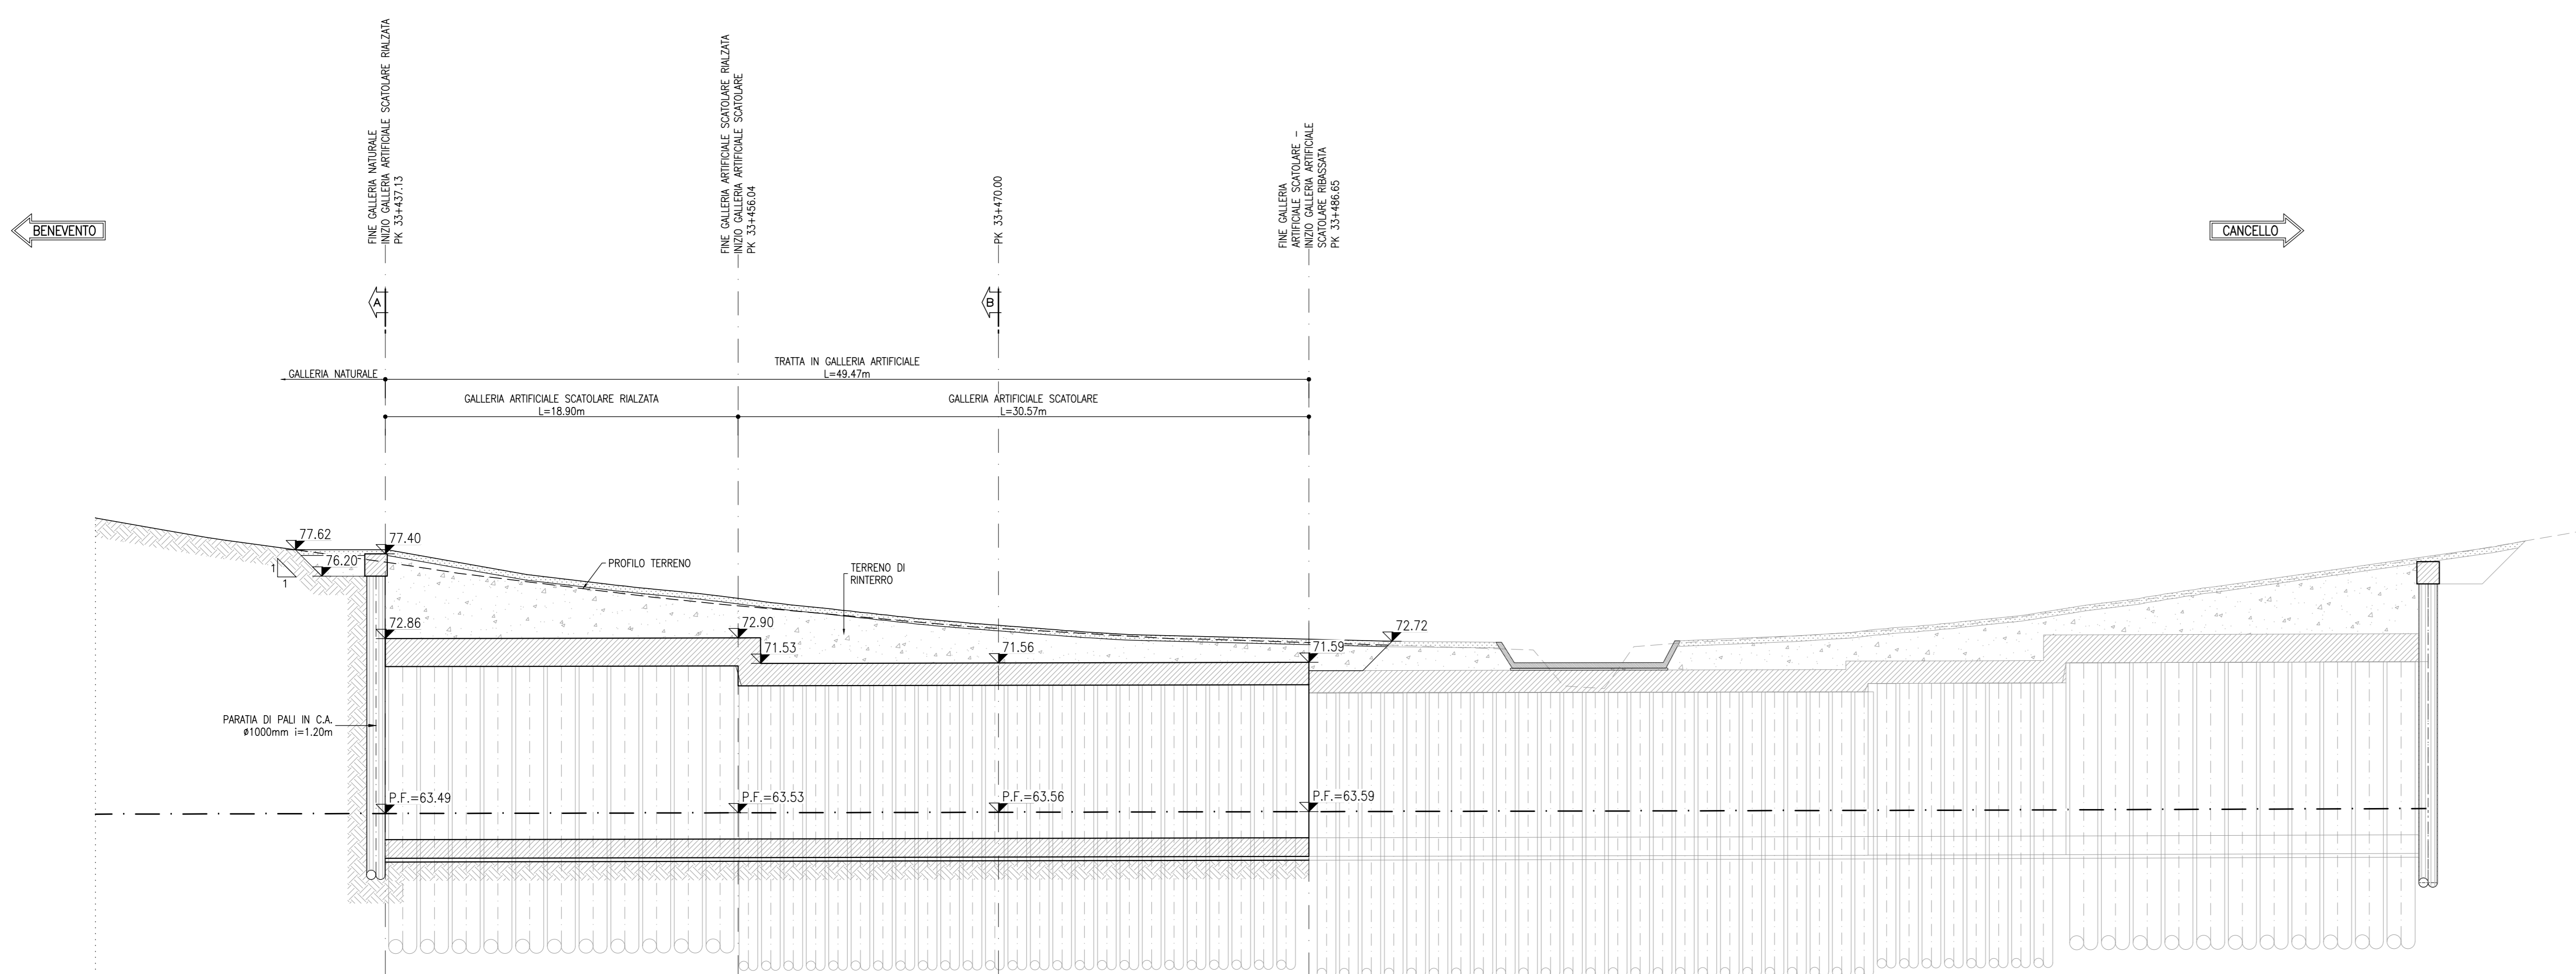 FINE GALLERIA NATURALE
INIZIO GALLERIA ARTIFICIALE SCATOLARE RIALZATA
PK 33+437.13
FINE GALLERIA ARTIFICIALE SCATOLARE RIALZATA
INIZIO GALLERIA ARTIFICIALE SCATOLARE
PK 33+456.04
PK 33+470.00
FINE GALLERIA
ARTIFICIALE SCATOLARE -
INIZIO GALLERIA ARTIFICIALE
SCATOLARE RIBASSATA
PK 33+486.65
BENEVENTO
CANCELLO
A
B
TRATTA IN GALLERIA ARTIFICIALE
L=49.47m
GALLERIA NATURALE
GALLERIA ARTIFICIALE SCATOLARE RIALZATA
L=18.90m
GALLERIA ARTIFICIALE SCATOLARE
L=30.57m
77.62
77.40
76.20
1
1
PROFILO TERRENO
TERRENO DI
RINTERRO
72.86
72.90
71.53
71.56
71.59
72.72
PARATIA DI PALI IN C.A.
ø1000mm i=1.20m
P.F.=63.49
P.F.=63.53
P.F.=63.56
P.F.=63.59